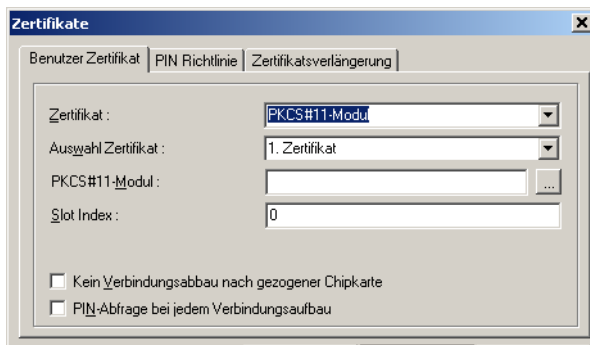 Zertifikate
Benutzer Zertifikat PIN Richtlinie Zertifikatsverlängerung
Zertifikat : PKCS#11-Modul
Auswahl Zertifikat : 1. Zertifikat
PKCS#11-Modul : ...
Slot Index : 0
Kein Verbindungsabbau nach gezogener Chipkarte
PIN-Abfrage bei jedem Verbindungsaufbau